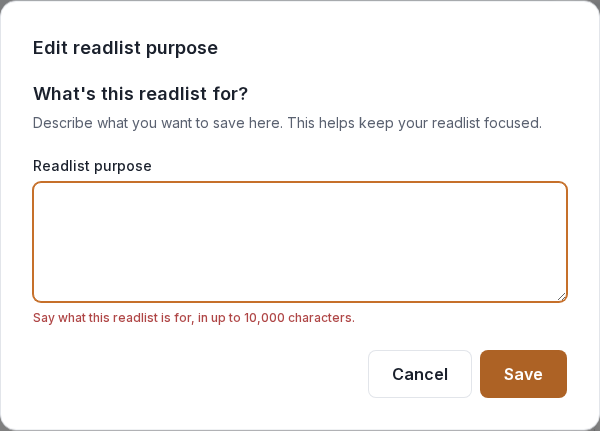 Edit readlist purpose
What's this readlist for?
Describe what you want to save here. This helps keep your readlist focused.
Readlist purpose
Say what this readlist is for, in up to 10,000 characters.
Cancel
Save